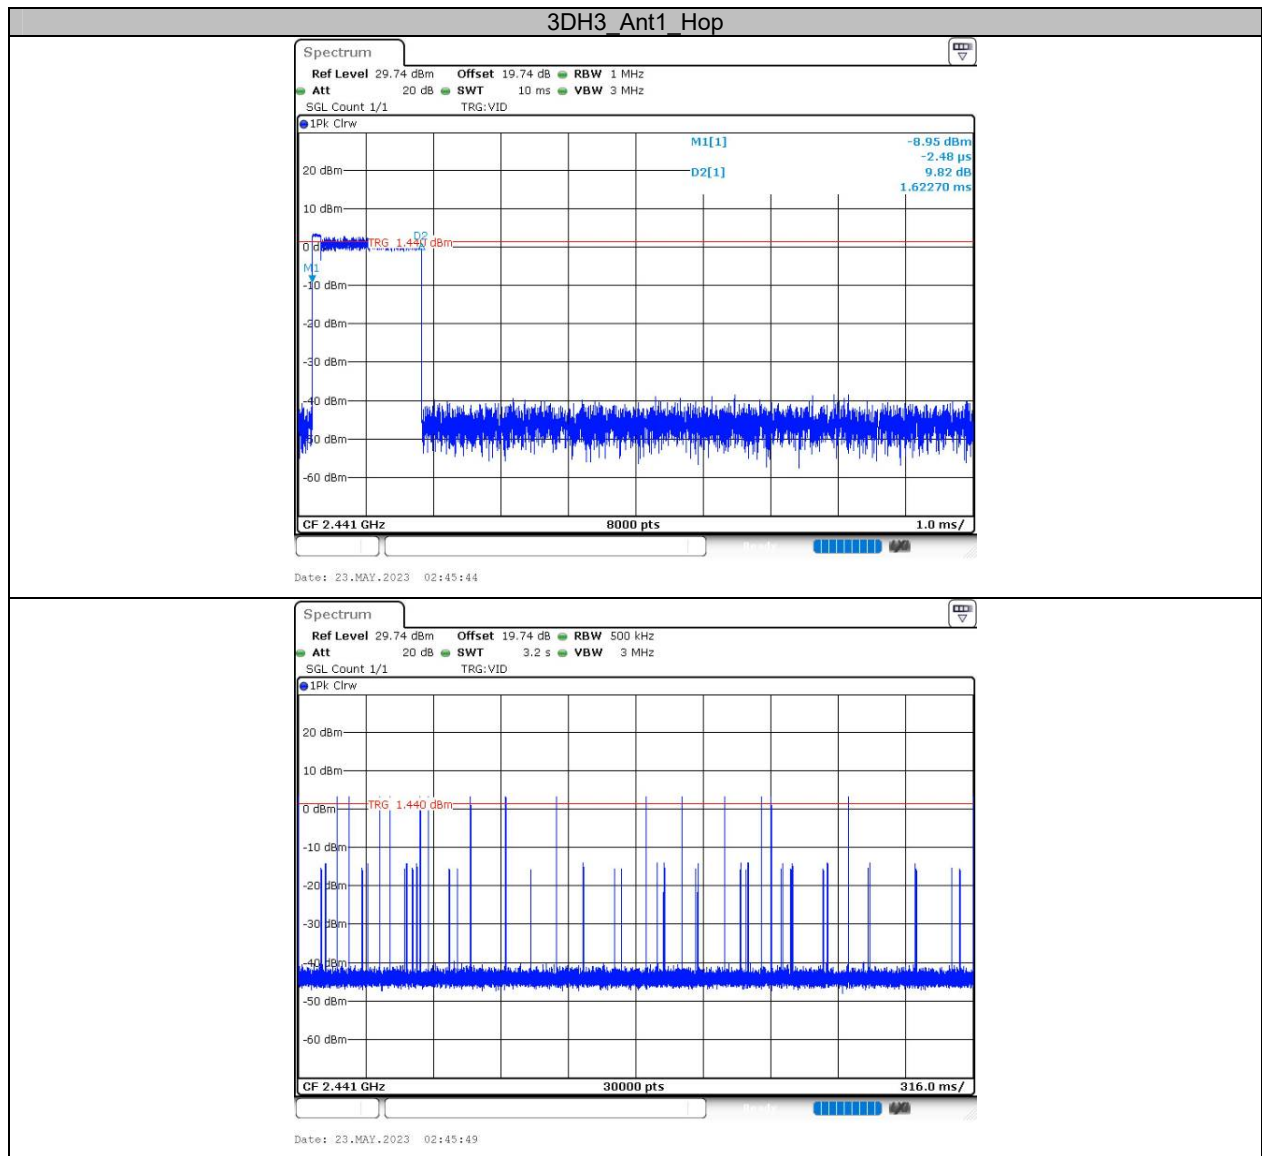 3DH3_Ant1_Hop
Spectrum
Ref Level 29.74 dBm Offset 19.74 dB RBW 1 MHz
Att 20 dB SWT 10 ms VBW 3 MHz
SGL Count 1/1 TRG:VID
1Pk Clrw
M1[1] -8.95 dBm
-2.48 µs
D2[1] 9.82 dB
1.62270 ms
20 dBm
10 dBm
D2
TRG 1.440 dBm
M1
-10 dBm
-20 dBm
-30 dBm
-40 dBm
-50 dBm
-60 dBm
CF 2.441 GHz 8000 pts 1.0 ms/
Date: 23.MAY.2023 02:45:44
Spectrum
Ref Level 29.74 dBm Offset 19.74 dB RBW 500 kHz
Att 20 dB SWT 3.2 s VBW 3 MHz
SGL Count 1/1 TRG:VID
1Pk Clrw
20 dBm
10 dBm
0 dBm TRG 1.440 dBm
-10 dBm
-20 dBm
-30 dBm
-40 dBm
-50 dBm
-60 dBm
CF 2.441 GHz 30000 pts 316.0 ms/
Date: 23.MAY.2023 02:45:49